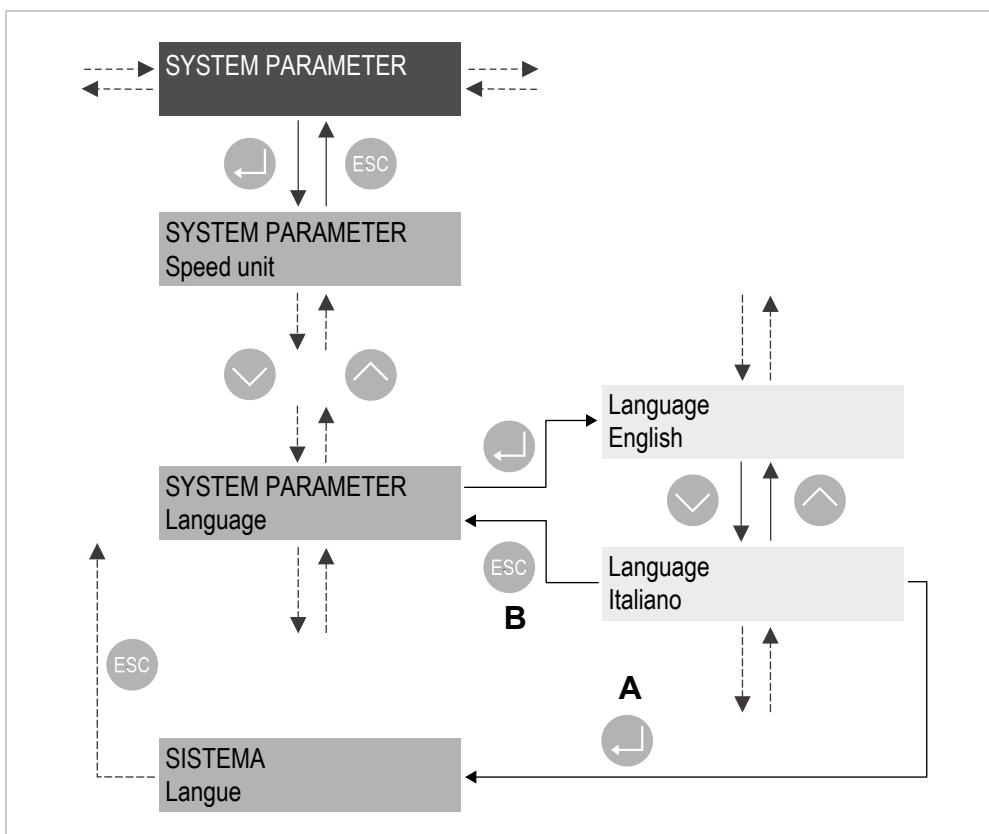 SYSTEM PARAMETER
ESC
SYSTEM PARAMETER
Speed unit
Language
English
SYSTEM PARAMETER
Language
ESC
B
Language
Italiano
ESC
A
SISTEMA
Langue